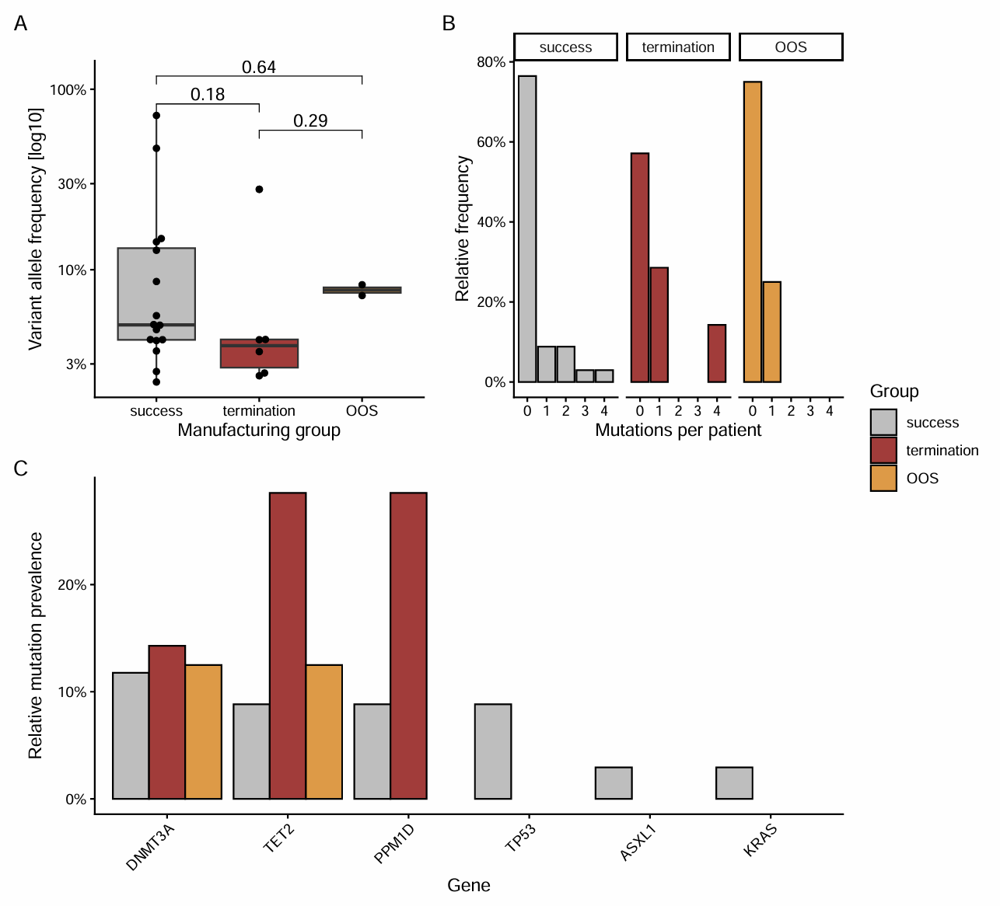 A
Variant allele frequency [log10]
100%
30%
10%
3%
0.64
0.18
0.29
success termination OOS
Manufacturing group
B
Relative frequency
success termination OOS
80%
60%
40%
20%
0%
0 1 2 3 4 0 1 2 3 4 0 1 2 3 4
Mutations per patient
Group
success
termination
OOS
C
Relative mutation prevalence
20%
10%
0%
DNMT3A TET2 PPM1D TP53 ASXL1 KRAS
Gene